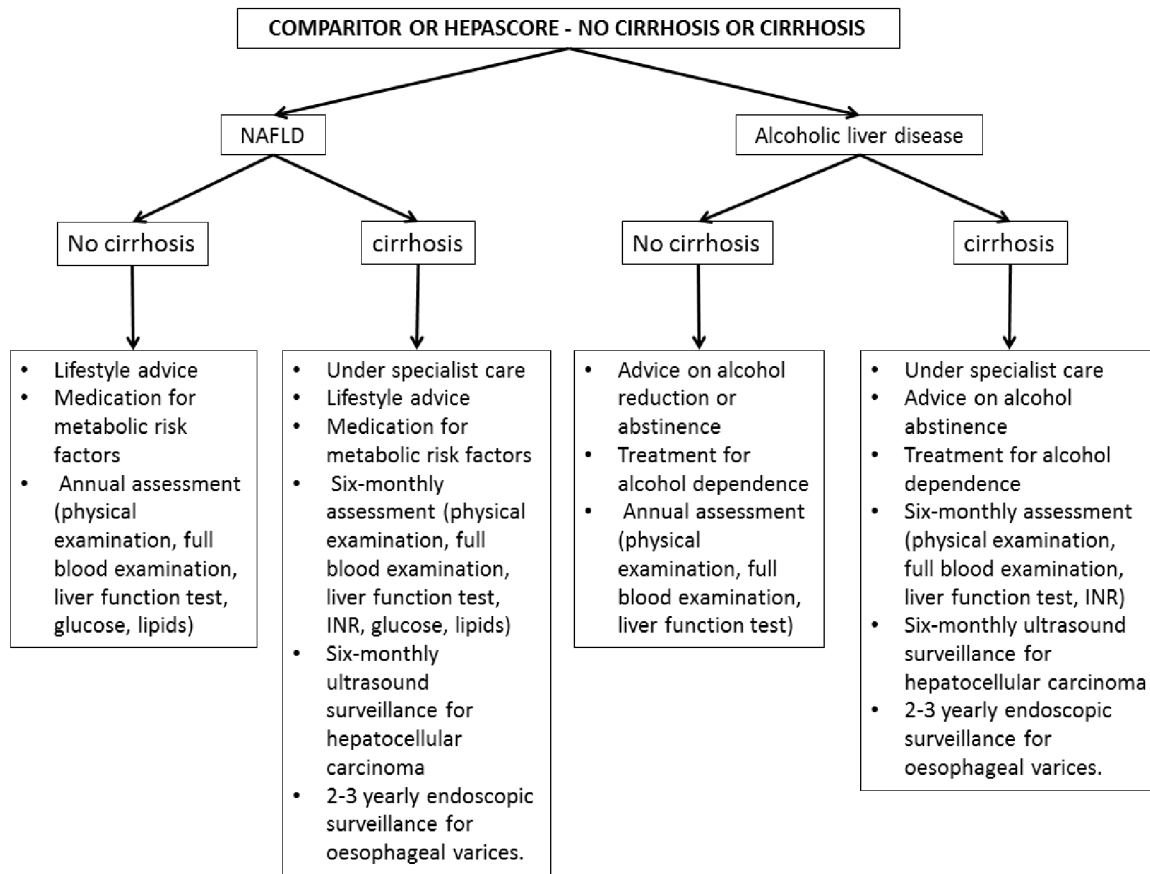 COMPARITOR OR HEPASCORE - NO CIRRHOSIS OR CIRRHOSIS
NAFLD
Alcoholic liver disease
No cirrhosis
cirrhosis
No cirrhosis
cirrhosis
• Lifestyle advice
• Medication for
metabolic risk
factors
• Annual assessment
(physical
examination, full
blood examination,
liver function test,
glucose, lipids)
• Under specialist care
• Lifestyle advice
• Medication for
metabolic risk factors
• Six-monthly
assessment (physical
examination, full
blood examination,
liver function test,
INR, glucose, lipids)
• Six-monthly
ultrasound
surveillance for
hepatocellular
carcinoma
• 2-3 yearly endoscopic
surveillance for
oesophageal varices.
• Advice on alcohol
reduction or
abstinence
• Treatment for
alcohol dependence
• Annual assessment
(physical
examination, full
blood examination,
liver function test)
• Under specialist care
• Advice on alcohol
abstinence
• Treatment for alcohol
dependence
• Six-monthly assessment
(physical examination,
full blood examination,
liver function test, INR)
• Six-monthly ultrasound
surveillance for
hepatocellular carcinoma
• 2-3 yearly endoscopic
surveillance for
oesophageal varices.